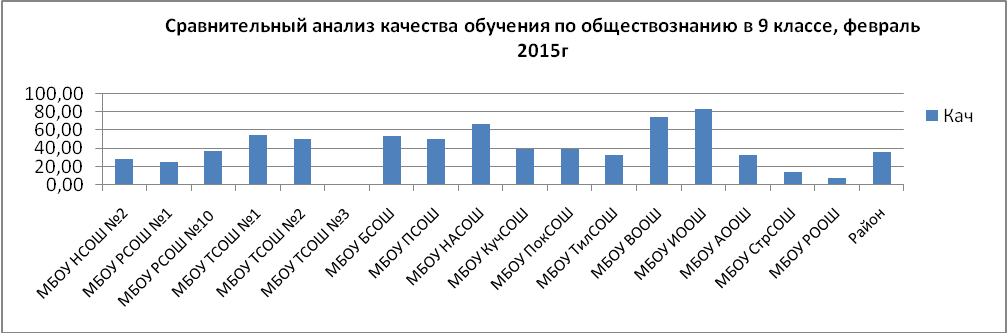 Сравнительный анализ качества обучения по обществознанию в 9 классе, февраль
2015г
100,00
80,00
60,00
40,00
20,00
0,00
Кач
МБОУ НСОШ №2
МБОУ РСОШ №1
МБОУ РСОШ №10
МБОУ ТСОШ №1
МБОУ ТСОШ №2
МБОУ ТСОШ №3
МБОУ БСОШ
МБОУ ПСОШ
МБОУ НАСОШ
МБОУ КучСОШ
МБОУ ПокСОШ
МБОУ ТилСОШ
МБОУ ВООШ
МБОУ ИООШ
МБОУ АООШ
МБОУ СтрСОШ
МБОУ РООШ
Район